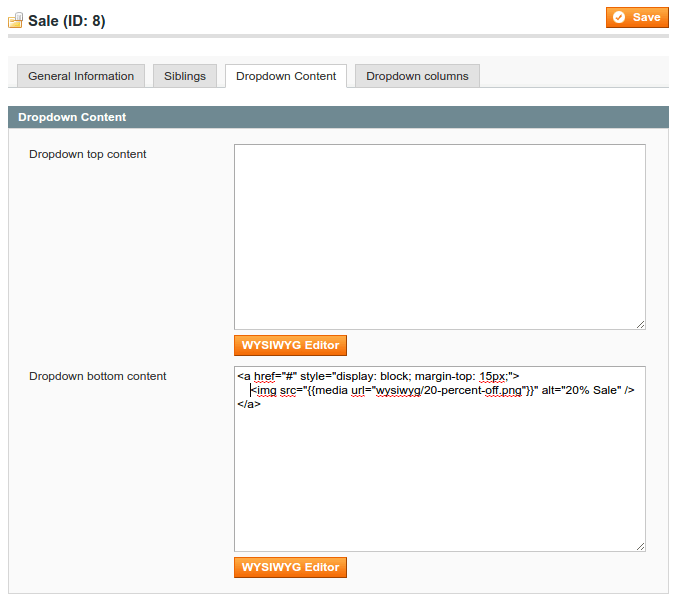 Sale (ID: 8)
Save
General Information
Siblings
Dropdown Content
Dropdown columns
Dropdown Content
Dropdown top content
WYSIWYG Editor
Dropdown bottom content
<a href="#" style="display: block; margin-top: 15px;">
<img src="{{media url="wysiwyg/20-percent-off.png"}}" alt="20% Sale" />
</a>
WYSIWYG Editor